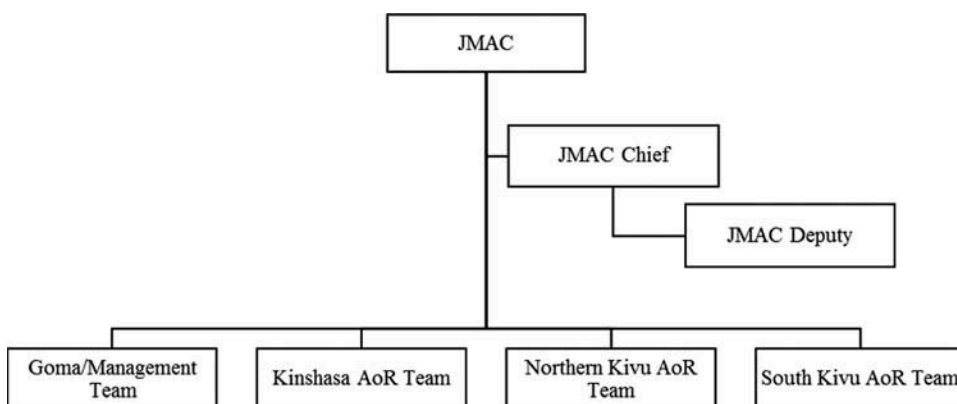 JMAC
JMAC Chief
JMAC Deputy
Goma/Management
Team
Kinshasa AoR Team
Northern Kivu AoR
Team
South Kivu AoR Team